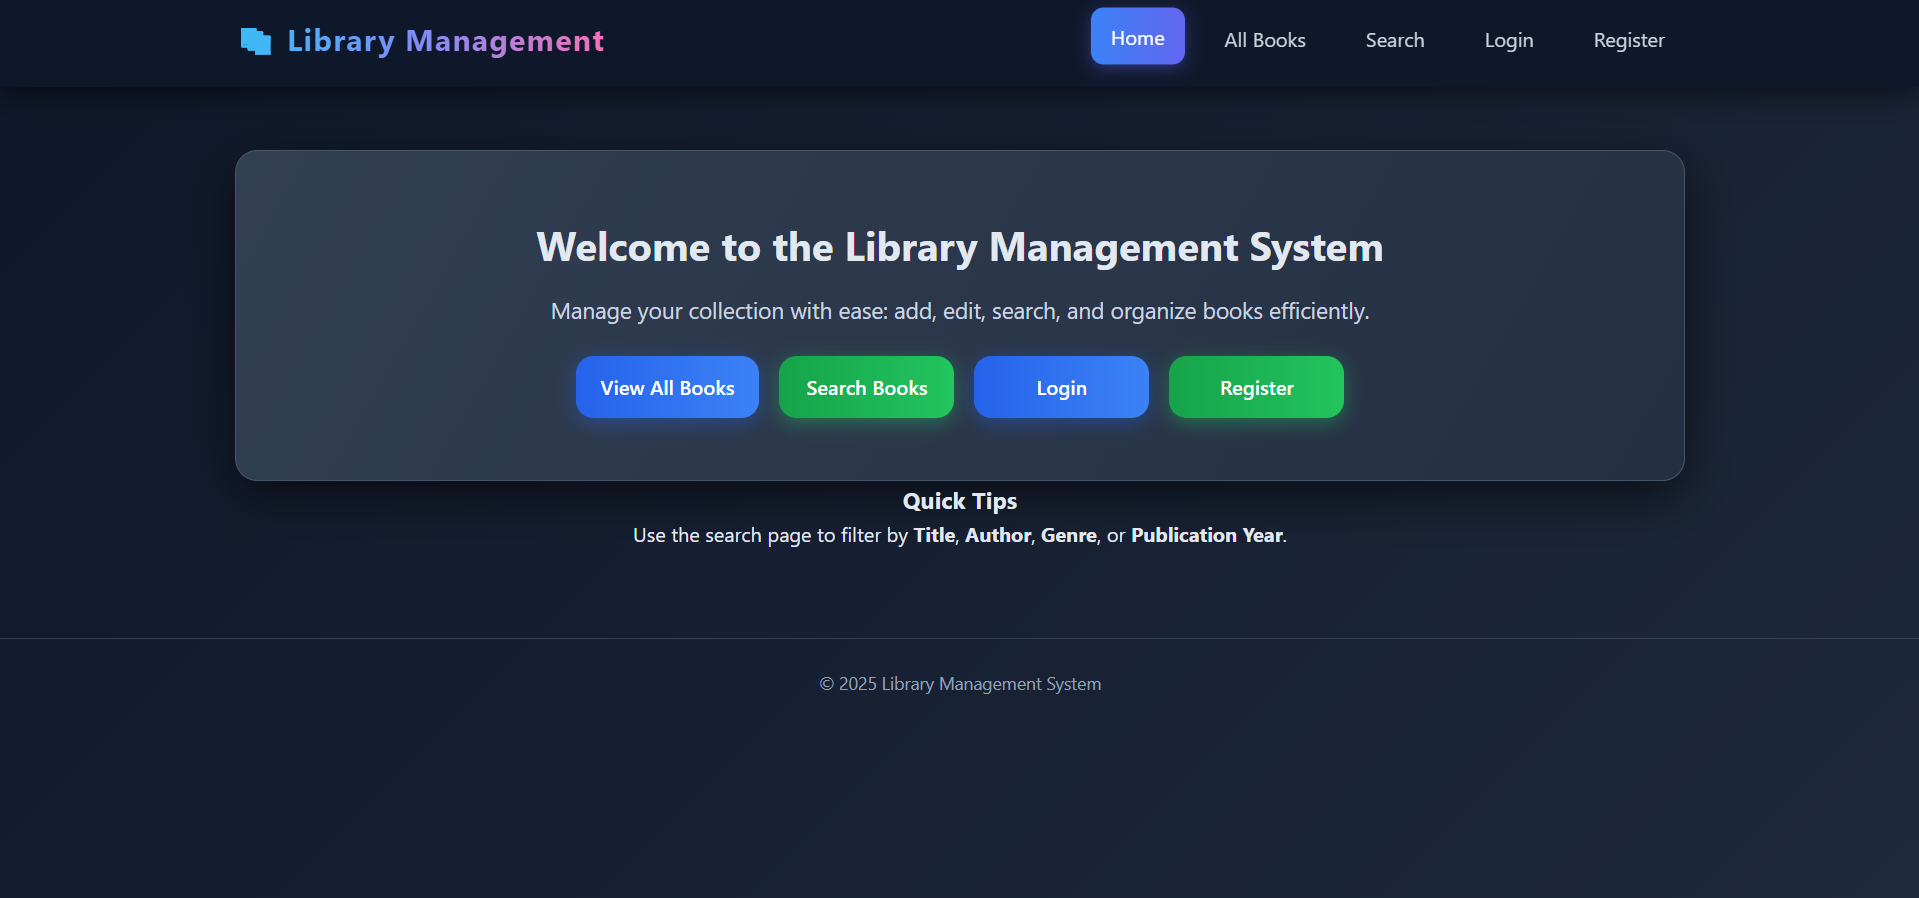 Library Management
Home
All Books
Search
Login
Register
Welcome to the Library Management System
Manage your collection with ease: add, edit, search, and organize books efficiently.
View All Books
Search Books
Login
Register
Quick Tips
Use the search page to filter by Title, Author, Genre, or Publication Year.
© 2025 Library Management System